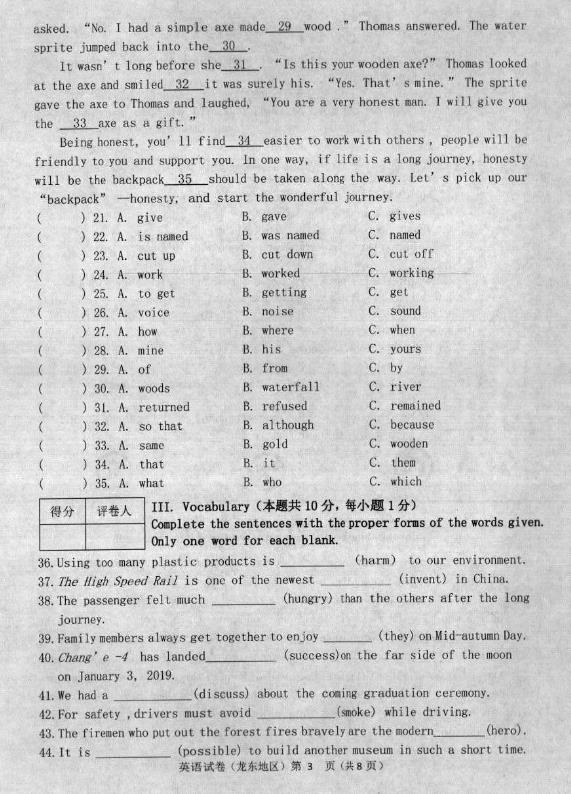 asked. “No. I had a simple axe made 29 wood .” Thomas answered. The water
sprite jumped back into the 30 .
It wasn’t long before she 31 . “Is this your wooden axe?” Thomas looked
at the axe and smiled 32 it was surely his. “Yes. That’s mine.” The sprite
gave the axe to Thomas and laughed, “You are a very honest man. I will give you
the 33 axe as a gift.”
Being honest, you’ll find 34 easier to work with others , people will be
friendly to you and support you. In one way, if life is a long journey, honesty
will be the backpack 35 should be taken along the way. Let’s pick up our
“backpack” —honesty, and start the wonderful journey.
( ) 21. A. give B. gave C. gives
( ) 22. A. is named B. was named C. named
( ) 23. A. cut up B. cut down C. cut off
( ) 24. A. work B. worked C. working
( ) 25. A. to get B. getting C. get
( ) 26. A. voice B. noise C. sound
( ) 27. A. how B. where C. when
( ) 28. A. mine B. his C. yours
( ) 29. A. of B. from C. by
( ) 30. A. woods B. waterfall C. river
( ) 31. A. returned B. refused C. remained
( ) 32. A. so that B. although C. because
( ) 33. A. same B. gold C. wooden
( ) 34. A. that B. it C. them
( ) 35. A. what B. who C. which
得分 评卷人
III. Vocabulary (本题共10分，每小题1分)
Complete the sentences with the proper forms of the words given.
Only one word for each blank.
36. Using too many plastic products is ________ (harm) to our environment.
37. The High Speed Rail is one of the newest ________ (invent) in China.
38. The passenger felt much ________ (hungry) than the others after the long
journey.
39. Family members always get together to enjoy ______ (they) on Mid-autumn Day.
40. Chang’e -4 has landed ________ (success)on the far side of the moon
on January 3, 2019.
41. We had a ________ (discuss) about the coming graduation ceremony.
42. For safety ,drivers must avoid ________ (smoke) while driving.
43. The firemen who put out the forest fires bravely are the modern ______ (hero).
44. It is ________ (possible) to build another museum in such a short time.
英语试卷（龙东地区）第 3 页（共8页）